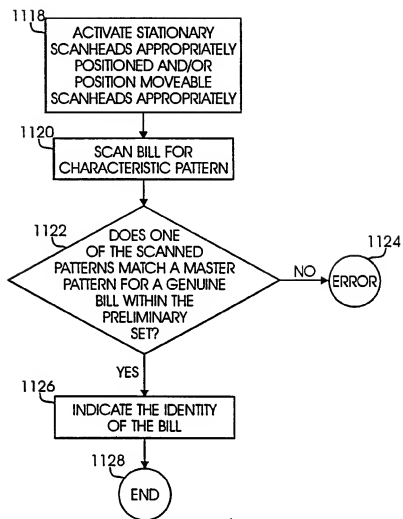 1118
ACTIVATE STATIONARY
SCANHEADS APPROPRIATELY
POSITIONED AND/OR
POSITION MOVEABLE
SCANHEADS APPROPRIATELY
1120
SCAN BILL FOR
CHARACTERISTIC PATTERN
1122
DOES ONE
OF THE SCANNED
PATTERNS MATCH A MASTER
PATTERN FOR A GENUINE
BILL WITHIN THE
PRELIMINARY
SET?
NO
1124
ERROR
YES
1126
INDICATE THE IDENTITY
OF THE BILL
1128
END